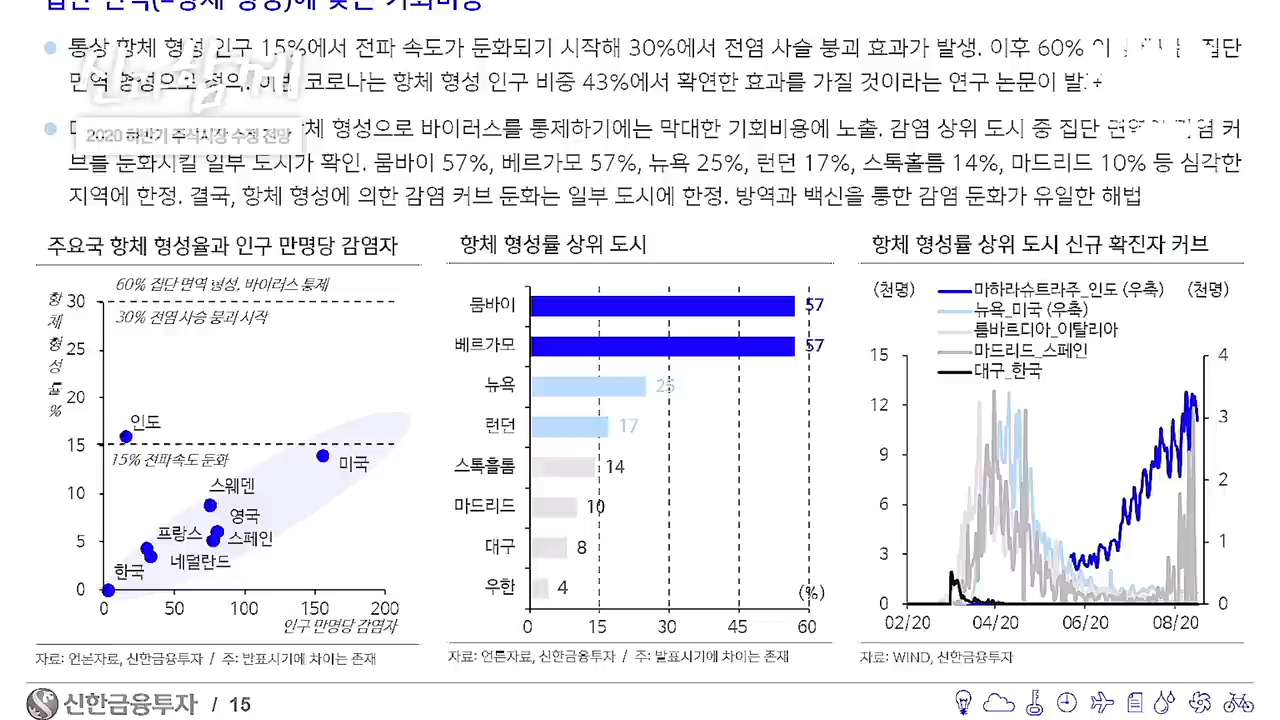 통상 항체 형 인구 15%에서 전파 속도가 둔화되기 시작해 30%에서 전염 사슬 붕괴 효과가 발생. 이후 60% 집단
면역 형성으로 코로나는 항체 형성 인구 비중 43%에서 확연한 효과를 가질 것이라는 연구 논문이
2020 하반기 주식시장 수정 전망
형성으로 바이러스를 통제하기에는 막대한 기회비용에 노출. 감염 상위 도시 중 집단 커
브를 둔화시킬 일부 도시가 확인. 뭄바이 57%, 베르가모 57%, 뉴욕 25%, 런던 17%, 스톡홀름 14%, 마드리드 10% 등 심각한
지역에 한정. 결국, 항체 형성에 의한 감염 커브 둔화는 일부 도시에 한정. 방역과 백신을 통한 감염 둔화가 유일한 해법
주요국 항체 형성율과 인구 만명당 감염자
항체 형성률 %
60% 집단 면역 형성, 바이러스 통제
30% 전염 사슬 붕괴 시작
15% 전파속도 둔화
30
25
20
15
10
5
0
인도
미국
스웨덴
영국
프랑스
스페인
네덜란드
한국
0 50 100 150 200
인구 만명당 감염자
자료: 언론자료, 신한금융투자 / 주: 발표시기에 차이는 존재
항체 형성률 상위 도시
뭄바이 57
베르가모 57
뉴욕 25
런던 17
스톡홀름 14
마드리드 10
대구 8
우한 4
(%)
0 15 30 45 60
자료: 언론자료, 신한금융투자 / 주: 발표시기에 차이는 존재
항체 형성률 상위 도시 신규 확진자 커브
(천명) (천명)
마하라슈트라주_인도 (우축)
뉴욕_미국 (우축)
롬바르디아_이탈리아
마드리드_스페인
대구_한국
15
12
9
6
3
0
4
3
2
1
0
02/20 04/20 06/20 08/20
자료: WIND, 신한금융투자
신한금융투자 / 15